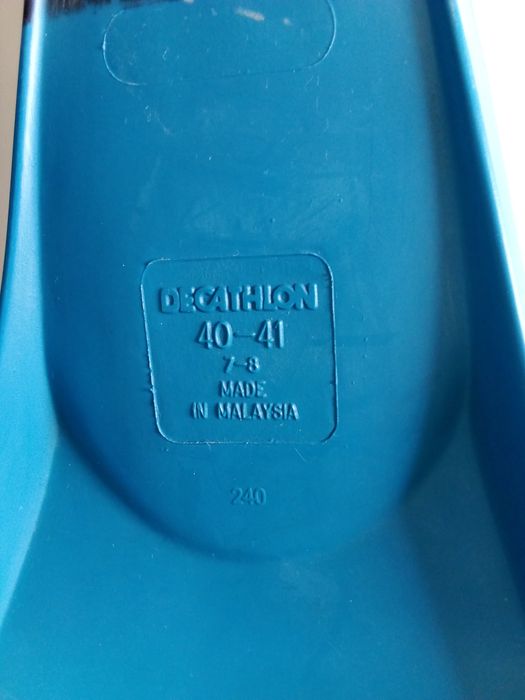 DECATHLON
40-41
7-8
MADE
IN MALAYSIA
240